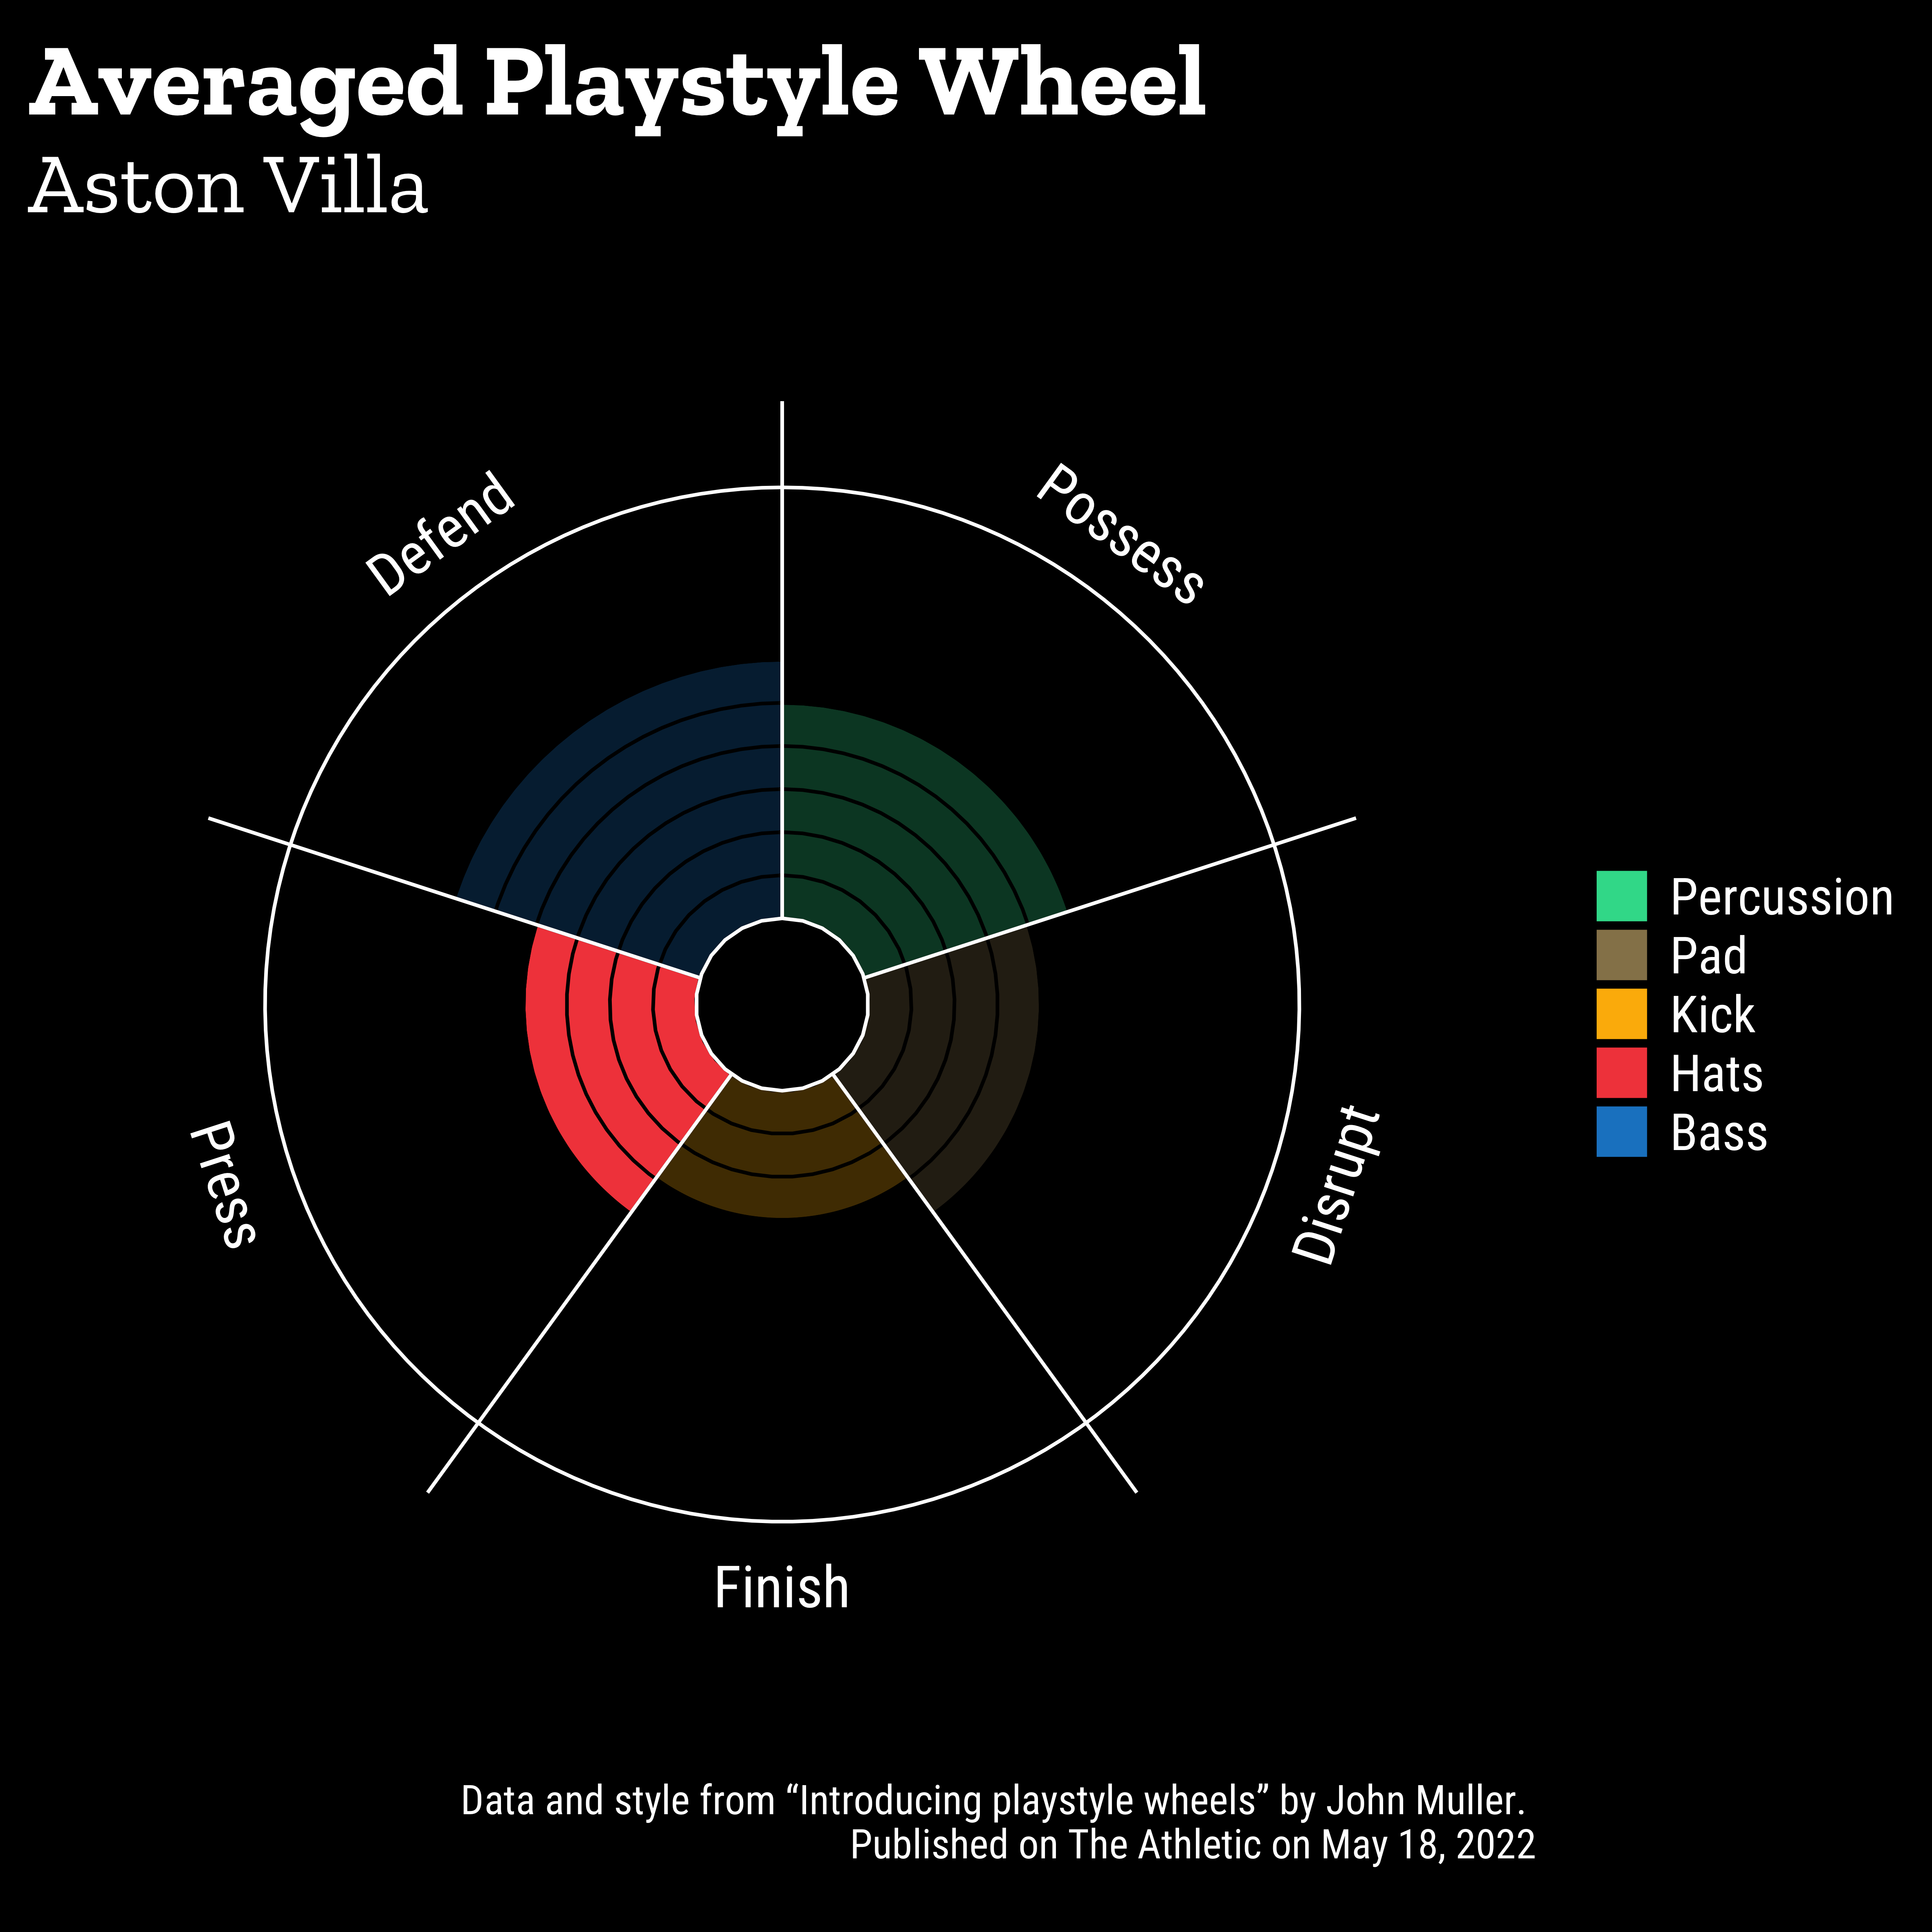 Averaged Playstyle Wheel
Aston Villa
Defend
Possess
Press
Disrupt
Finish
Percussion
Pad
Kick
Hats
Bass
Data and style from “Introducing playstyle wheels” by John Muller.
Published on The Athletic on May 18, 2022